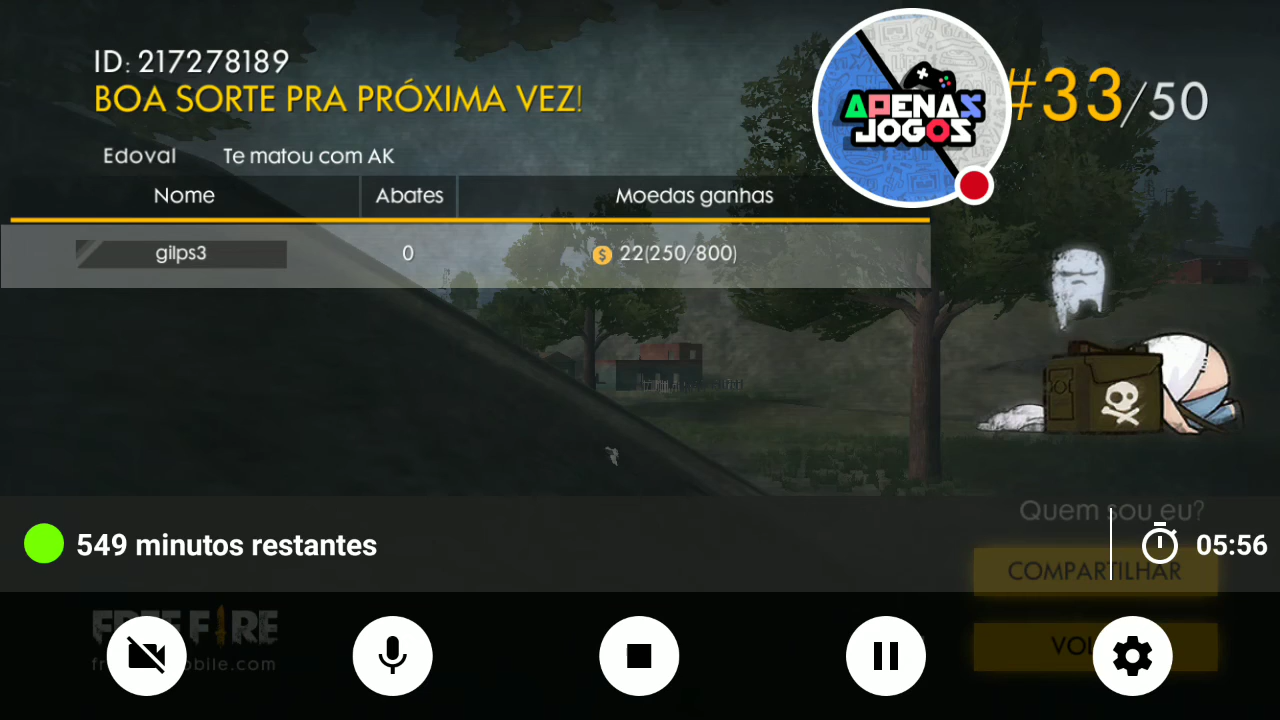 ID: 217278189
BOA SORTE PRA PRÓXIMA VEZ!
#33/50
APENAS
JOGOS
Edoval Te matou com AK
Nome Abates Moedas ganhas
gilps3 0 22(250/800)
Quem sou eu?
549 minutos restantes
05:56
COMPARTILHAR
FREE FIRE